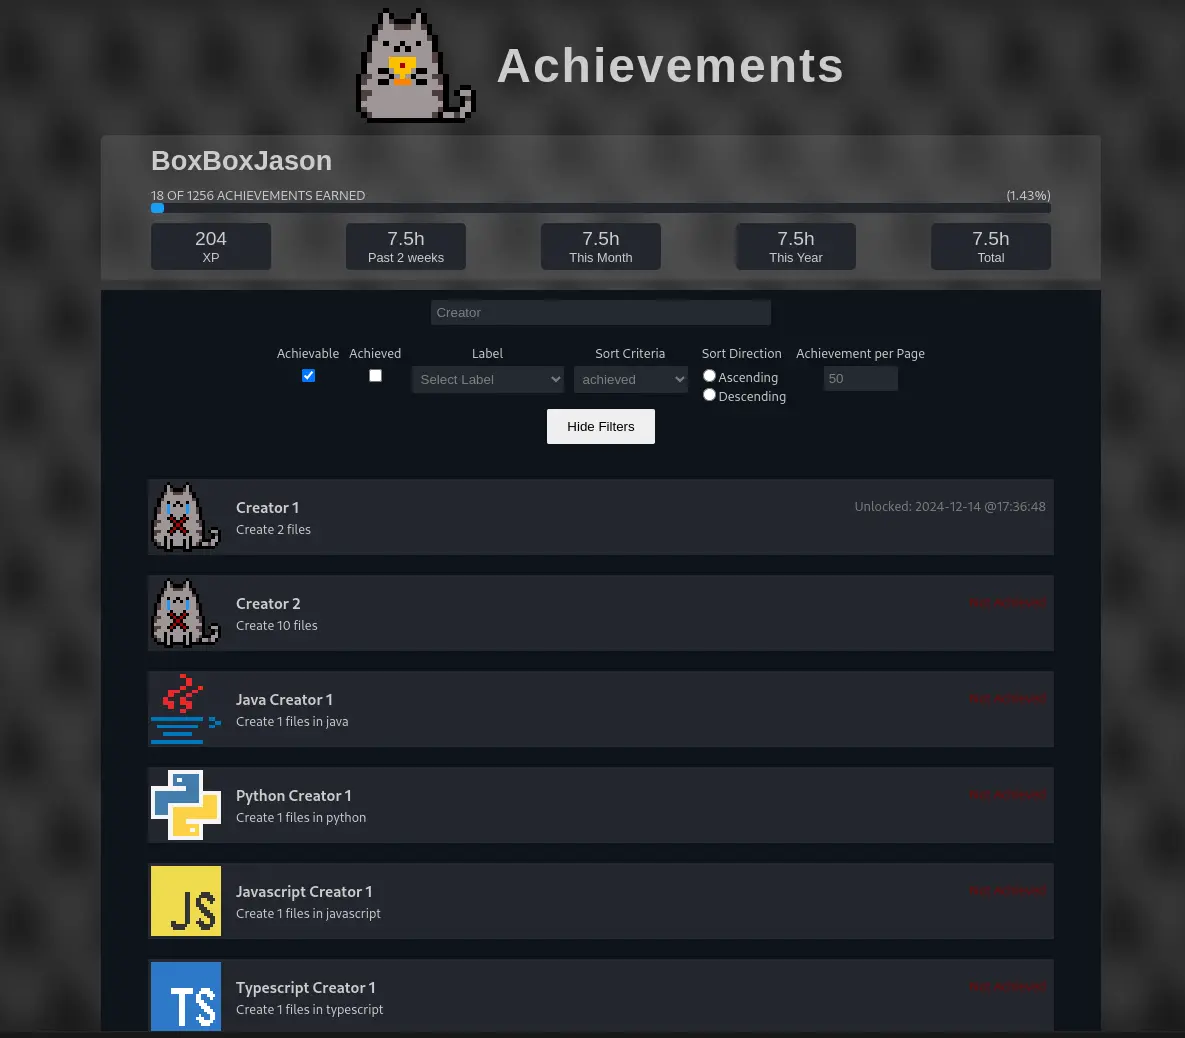 Achievements
BoxBoxJason
18 OF 1256 ACHIEVEMENTS EARNED (1.43%)
204 7.5h 7.5h 7.5h 7.5h
XP Past 2 weeks This Month This Year Total
Creator
Achievable Achieved Label Sort Criteria Sort Direction Achievement per Page
Select Label achieved Ascending 50
Descending
Hide Filters
Creator 1 Unlocked: 2024-12-14 @17:36:48
Create 2 files
Creator 2
Create 10 files
Java Creator 1
Create 1 files in java
Python Creator 1
Create 1 files in python
JS Javascript Creator 1
Create 1 files in javascript
TS Typescript Creator 1
Create 1 files in typescript